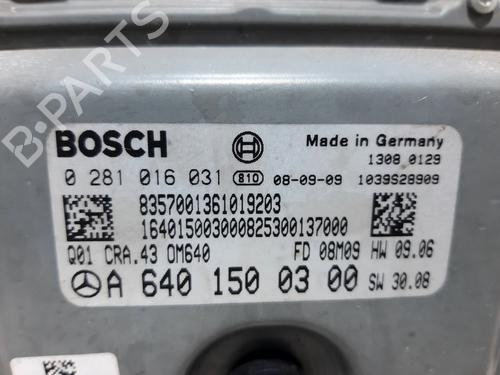 B-PARTS
BOSCH
Made in Germany
1308 0129
0 281 016 031 810 08-09-09 1039S28909
8357001361019203
164015003000825300137000
Q01 CRA.43 OM640 FD 08M09 HW 09.06
A 640 150 03 00 SW 30.08